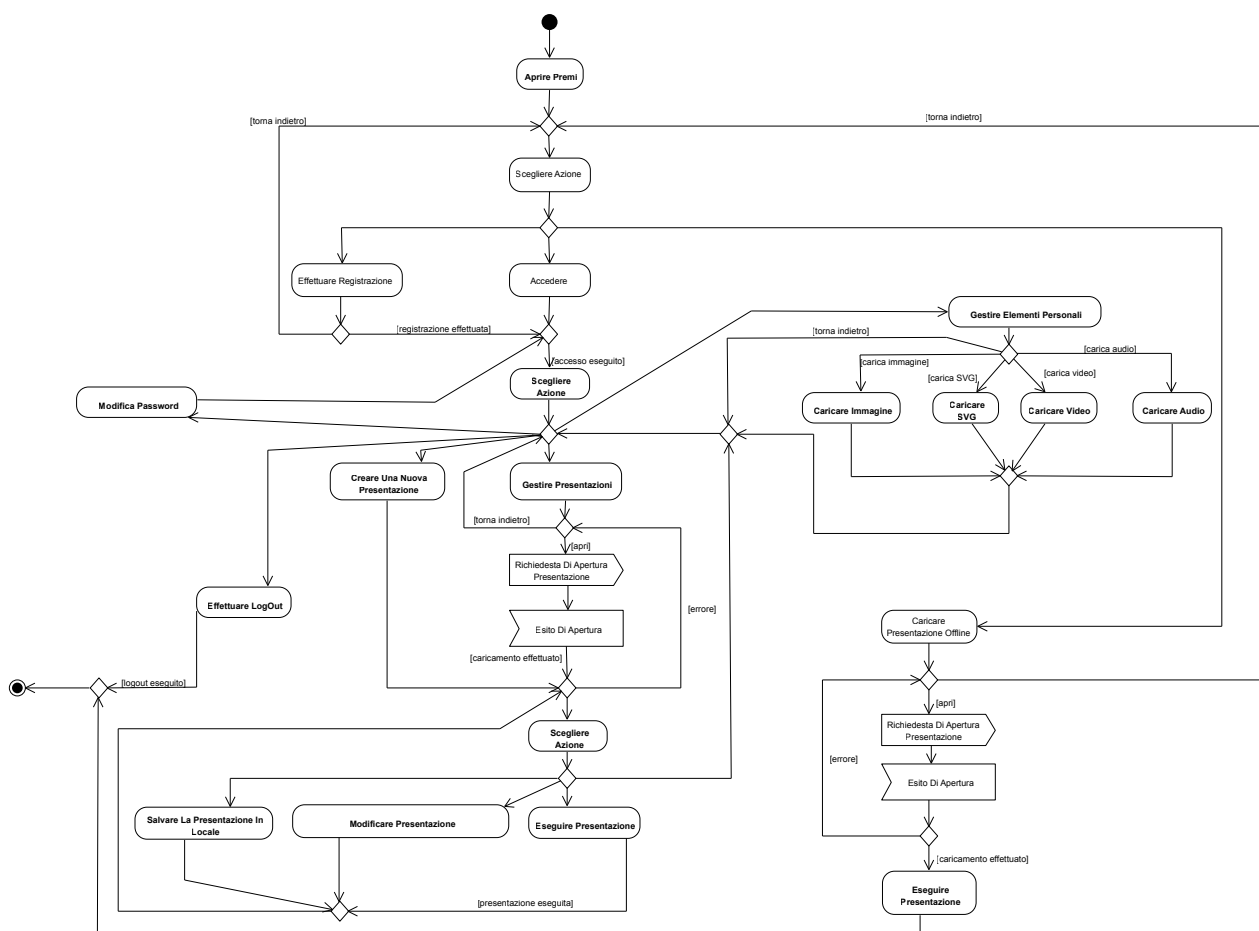 Aprire Premi
[torna indietro]
[torna indietro]
Scegliere Azione
Effettuare Registrazione
Accedere
[registrazione effettuata]
[accesso eseguito]
Gestire Elementi Personali
[torna indietro]
[carica immagine]
[carica SVG]
[carica video]
[carica audio]
Scegliere
Azione
Modifica Password
Caricare Immagine
Caricare
SVG
Caricare Video
Caricare Audio
Creare Una Nuova
Presentazione
Gestire Presentazioni
[torna indietro]
[apri]
Richiedesta Di Apertura
Presentazione
Effettuare LogOut
[errore]
Esito Di Apertura
[caricamento effettuato]
[logout eseguito]
Caricare
Presentazione Offline
[apri]
Richiedesta Di Apertura
Presentazione
[errore]
Esito Di Apertura
[caricamento effettuato]
Scegliere
Azione
Salvare La Presentazione In
Locale
Modificare Presentazione
Eseguire Presentazione
[presentazione eseguita]
Eseguire
Presentazione